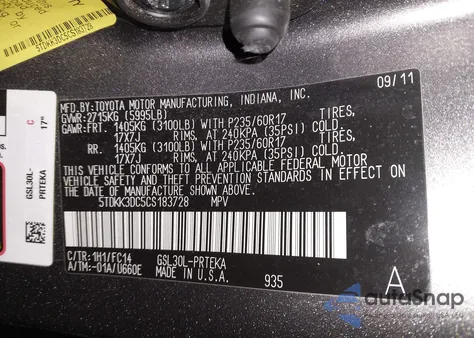 5TDKK3DC5CS183728
C 17"
GSL30L-
PRTEKA
MFD.BY:TOYOTA MOTOR MANUFACTURING, INDIANA, INC. 09/11
GVWR:2715KG (5995LB)
GAWR:FRT. 1405KG (3100LB)WITH P235/60R17 TIRES,
17X7J RIMS, AT 240KPA (35PSI) COLD.
RR. 1405KG (3100LB)WITH P235/60R17 TIRES,
17X7J RIMS, AT 240KPA (35PSI) COLD.
THIS VEHICLE CONFORMS TO ALL APPLICABLE FEDERAL MOTOR
VEHICLE SAFETY AND THEFT PREVENTION STANDARDS IN EFFECT ON
THE DATE OF MANUFACTURE SHOWN ABOVE.
5TDKK3DC5CS183728 MPV
C/TR:1H1/FC14 GSL30L-PRTEKA
A/TM:-01A/U660E MADE IN U.S.A. 935
A
autoSnap